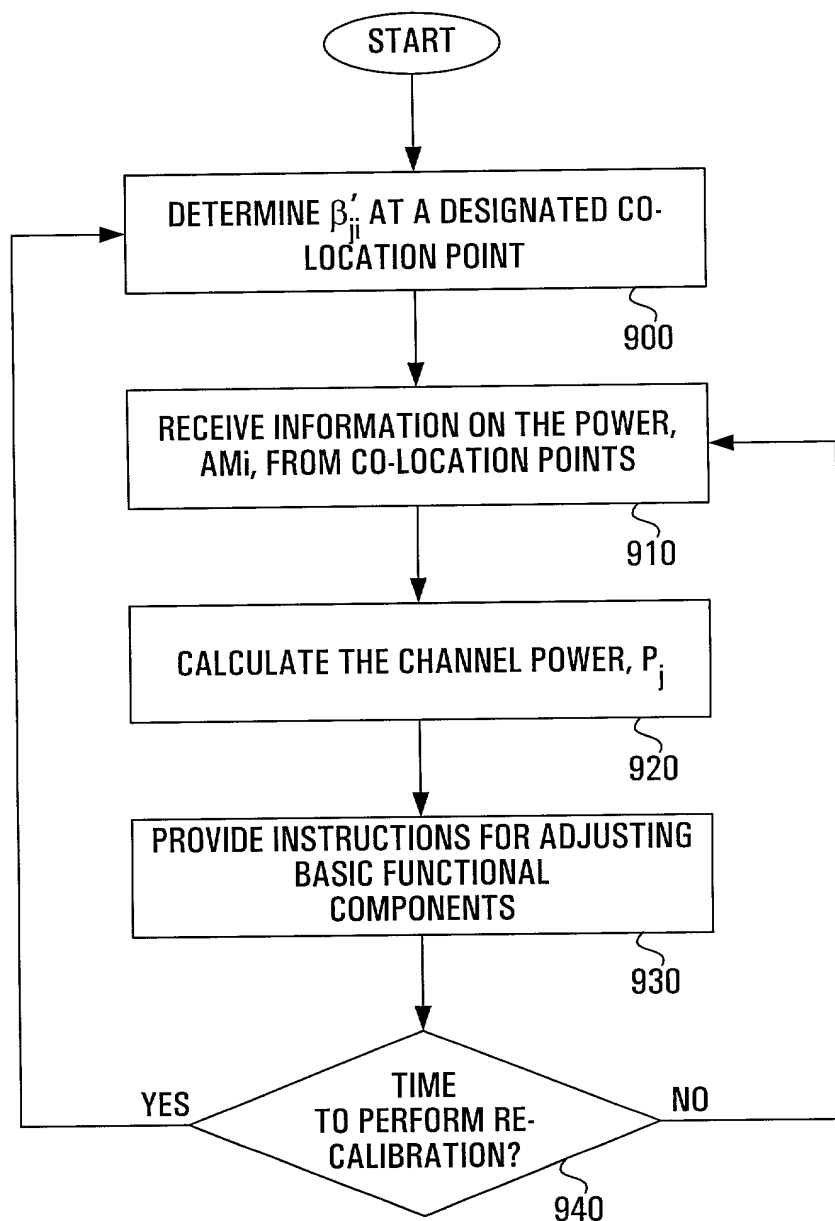 START
DETERMINE β'ji AT A DESIGNATED CO-
LOCATION POINT
900
RECEIVE INFORMATION ON THE POWER,
AMi, FROM CO-LOCATION POINTS
910
CALCULATE THE CHANNEL POWER, Pj
920
PROVIDE INSTRUCTIONS FOR ADJUSTING
BASIC FUNCTIONAL
COMPONENTS
930
YES
TIME
TO PERFORM RE-
CALIBRATION?
NO
940